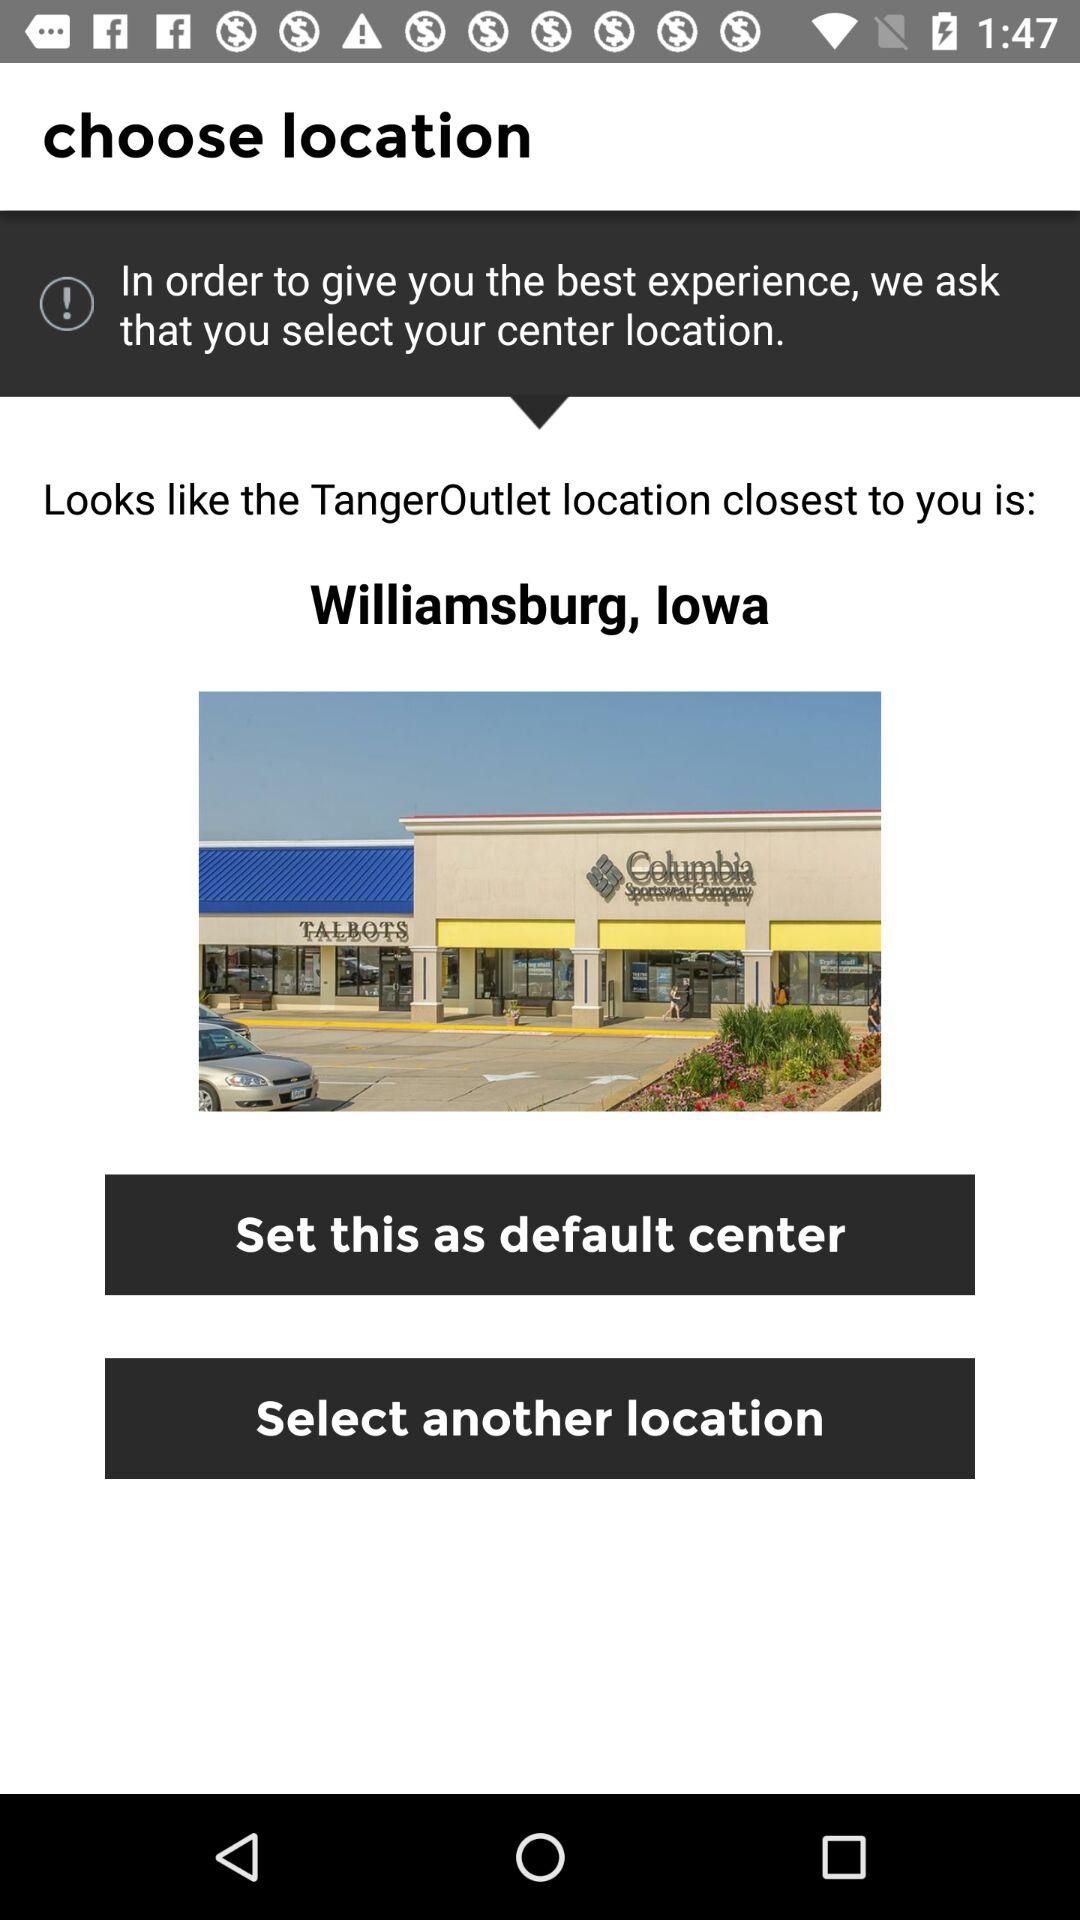 1:47
choose location
In order to give you the best experience, we ask
that you select your center location.
Looks like the TangerOutlet location closest to you is:
Williamsburg, Iowa
Columbia
Sportswear Company
TALBOTS
Set this as default center
Select another location